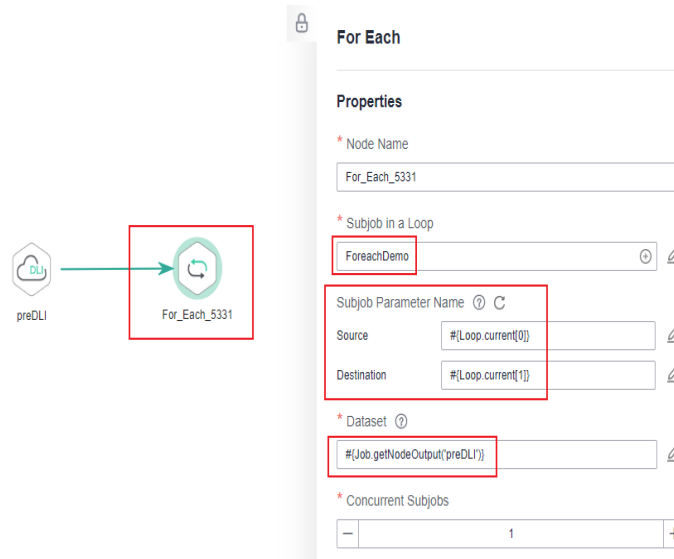 For Each
Properties
* Node Name
For_Each_5331
* Subjob in a Loop
ForeachDemo
Subjob Parameter Name
Source #{Loop.current[0]}
Destination #{Loop.current[1]}
* Dataset
#{Job.getNodeOutput('preDLI')}
* Concurrent Subjobs
1
DLI
preDLI
For_Each_5331